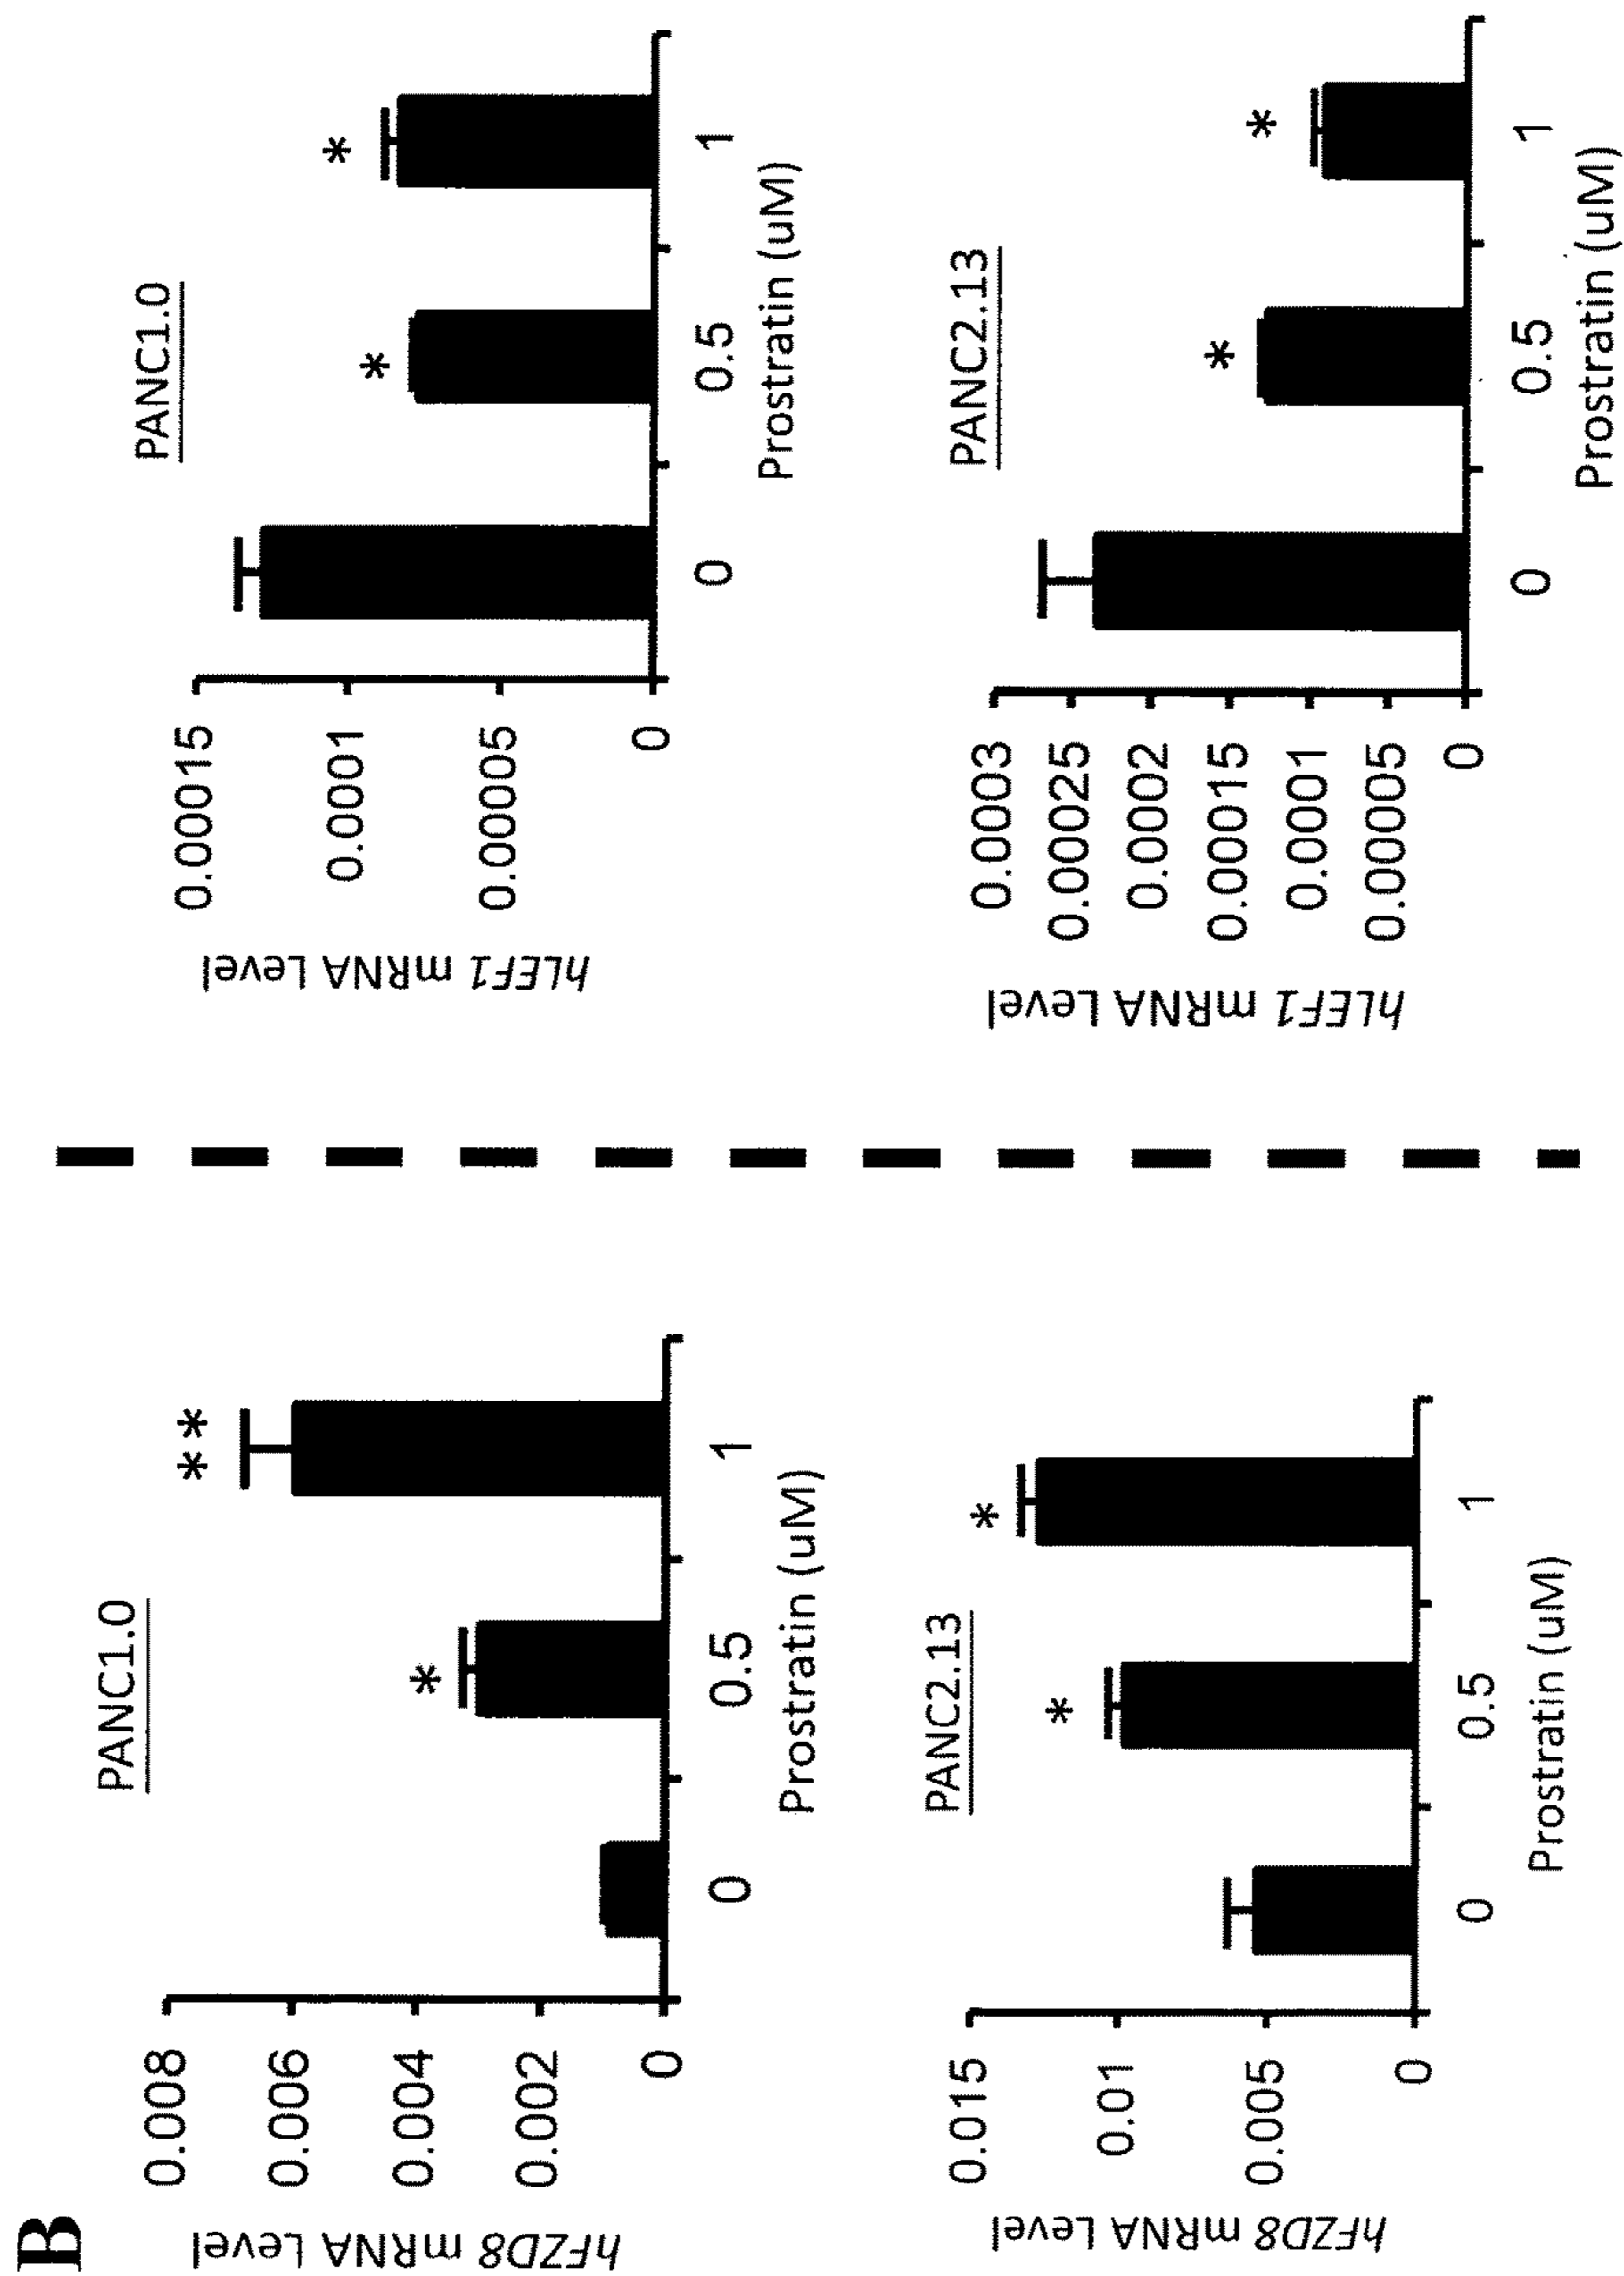 B
PANC1.0
hFZD8 mRNA Level
0.008
0.006
0.004
0.002
0
*
**
0 0.5 1
Prostratin (uM)
PANC1.0
hLEF1 mRNA Level
0.00015
0.0001
0.00005
0
*
*
0 0.5 1
Prostratin (uM)
PANC2.13
hFZD8 mRNA Level
0.015
0.01
0.005
0
*
*
0 0.5 1
Prostratin (uM)
PANC2.13
hLEF1 mRNA Level
0.0003
0.00025
0.0002
0.00015
0.0001
0.00005
0
*
*
0 0.5 1
Prostratin (uM)